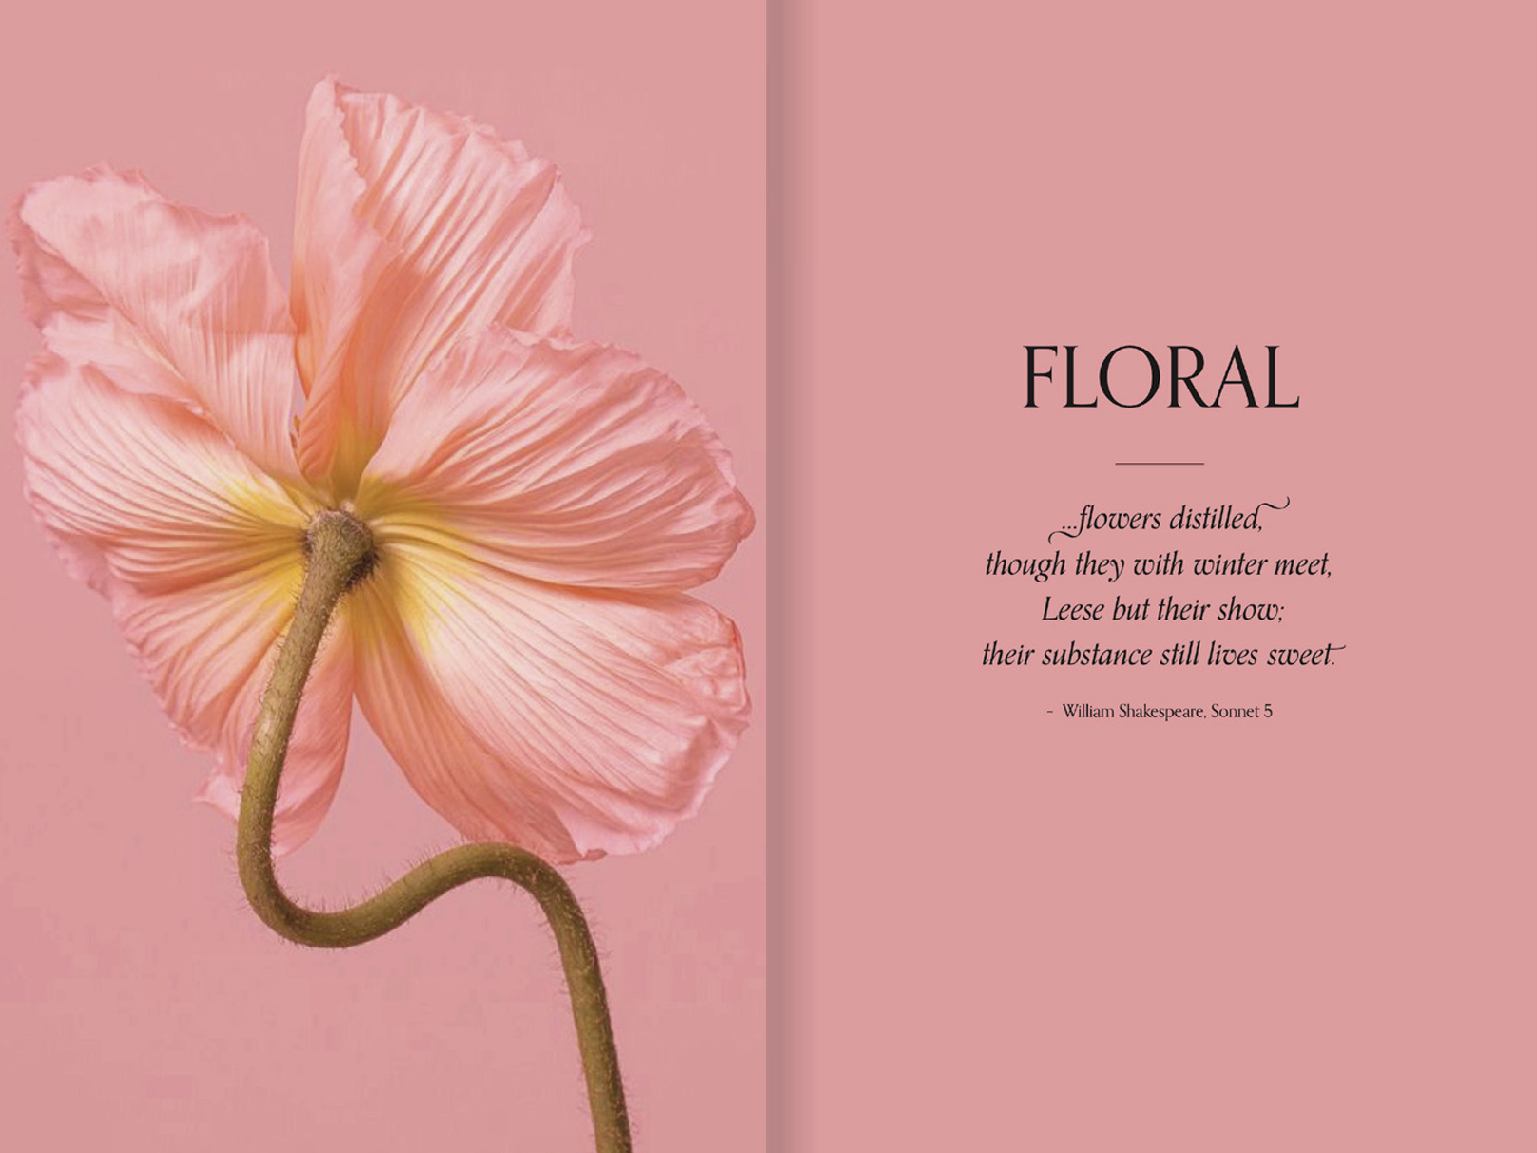 FLORAL
...flowers distilled,
though they with winter meet,
Leese but their show;
their substance still lives sweet.
- William Shakespeare, Sonnet 5